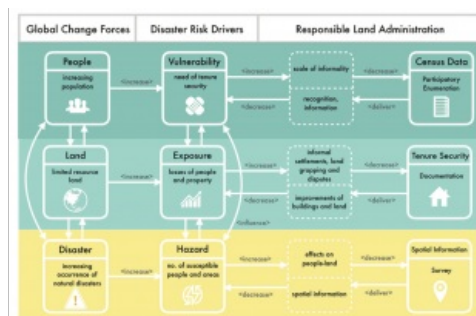 Global Change Forces
Disaster Risk Drivers
Responsible Land Administration
People
increasing
population
<increase>
Vulnerability
need of tenure
security
<increase>
<decrease>
scale of informality
recognition,
information
<decrease>
<deliver>
Census Data
Participatory
Enumeration
Land
limited resource
land
<increase>
Exposure
losses of people
and property
<increase>
<decrease>
informal
settlements, land
grapping and
disputes
improvements of
buildings and land
<decrease>
<deliver>
Tenure Security
Documentation
<influence>
Disaster
increasing
occurrence of
natural disasters
<increase>
Hazard
no. of susceptible
people and areas
<increase>
<decrease>
effects on
people-land
spatial information
<decrease>
<deliver>
Spatial Information
Survey